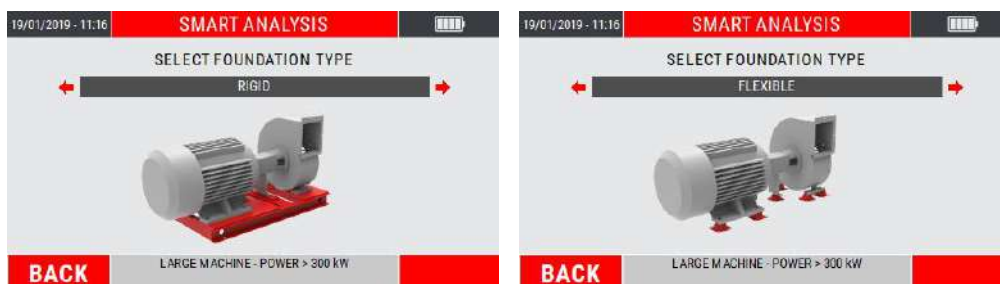 19/01/2019 - 11:16 SMART ANALYSIS
SELECT FOUNDATION TYPE
RIGID
BACK
LARGE MACHINE - POWER > 300 kW
19/01/2019 - 11:16 SMART ANALYSIS
SELECT FOUNDATION TYPE
FLEXIBLE
BACK
LARGE MACHINE - POWER > 300 kW